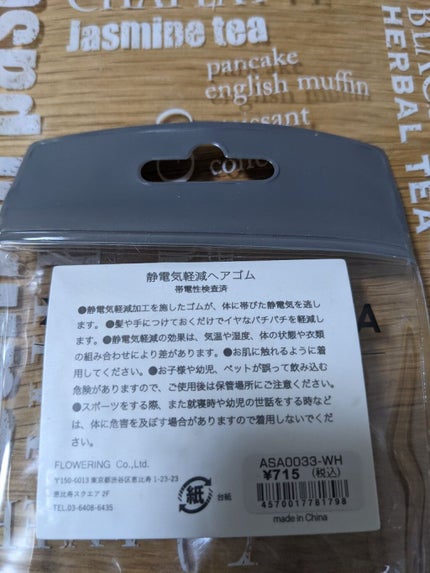 Jasmine tea
pancake
english muffin
HERBAL TEA
静電気軽減ヘアゴム
帯電性検査済
●静電気軽減加工を施したゴムが、体に帯びた静電気を逃し
ます。●髪や手につけておくだけでイヤなパチパチを軽減し
ます。●静電気軽減の効果は、気温や湿度、体の状態や衣類
の組み合わせにより差があります。●お肌に触れるように着
用してください。●お子様や幼児、ペットが誤って飲み込む
危険がありますので、ご使用後は保管場所にご注意ください。
●スポーツをする際、また就寝時や幼児の世話をする時など
は、体に危害を及ぼす場合がありますので着用しないでくだ
さい。
FLOWERING Co.,Ltd.
〒150-6013 東京都渋谷区恵比寿 1-23-23
恵比寿スクエア 2F
TEL.03-6408-6435
紙
台紙
ASA0033-WH
¥715 (税込)
4570017781798
made in China